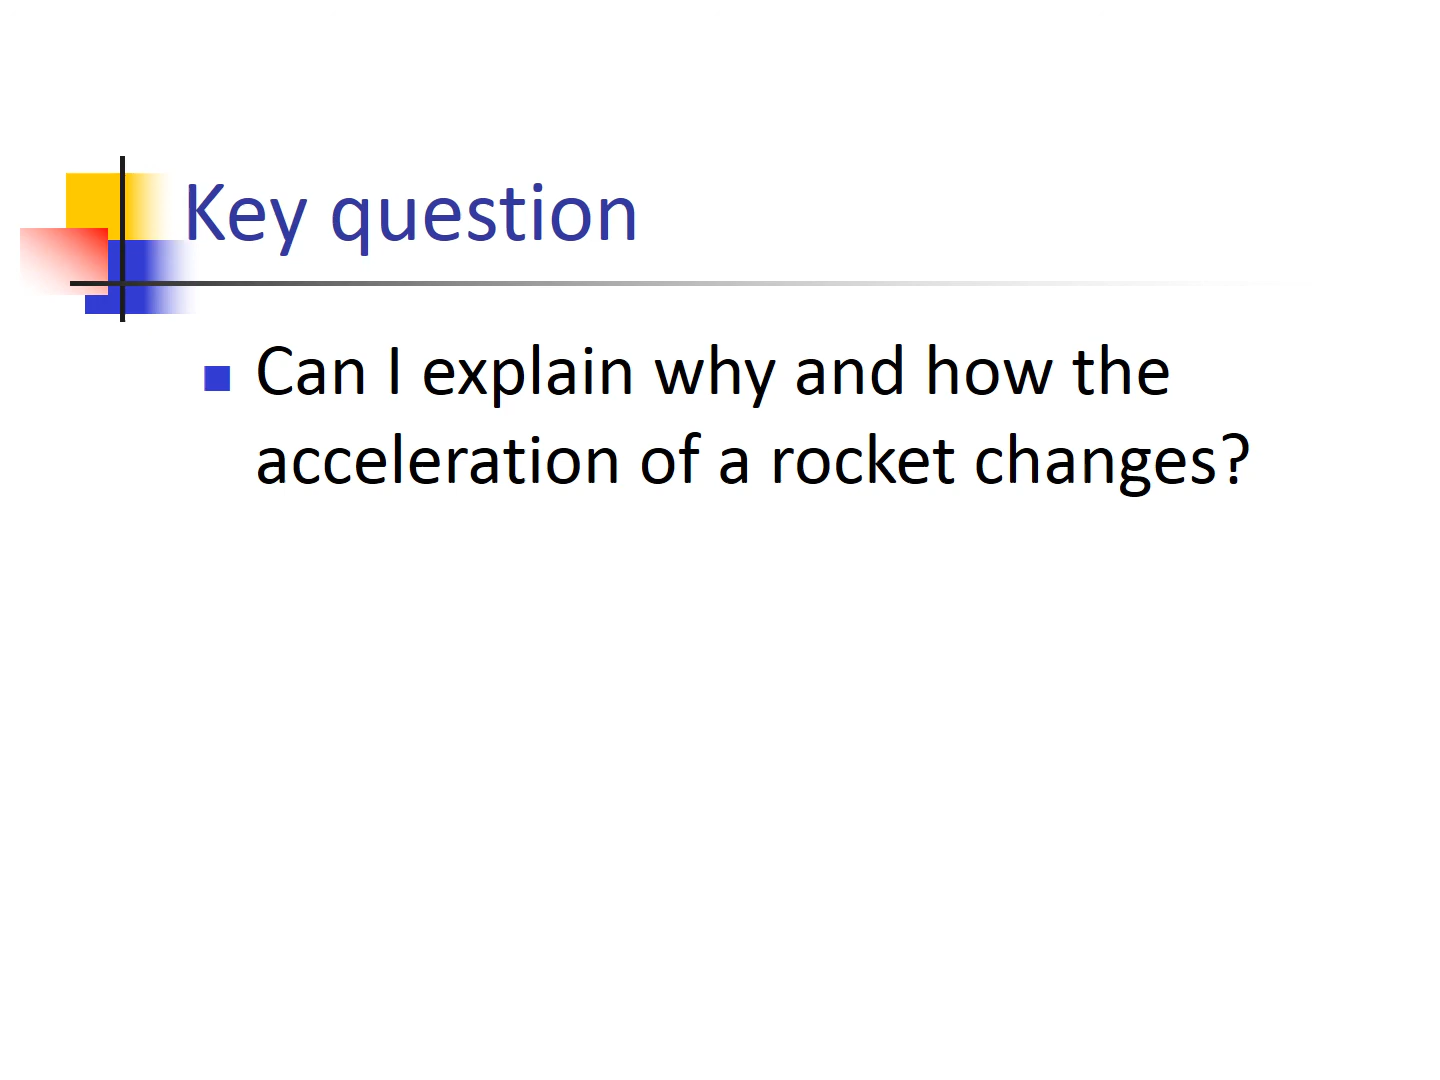 Key question
Can I explain why and how the
acceleration of a rocket changes?